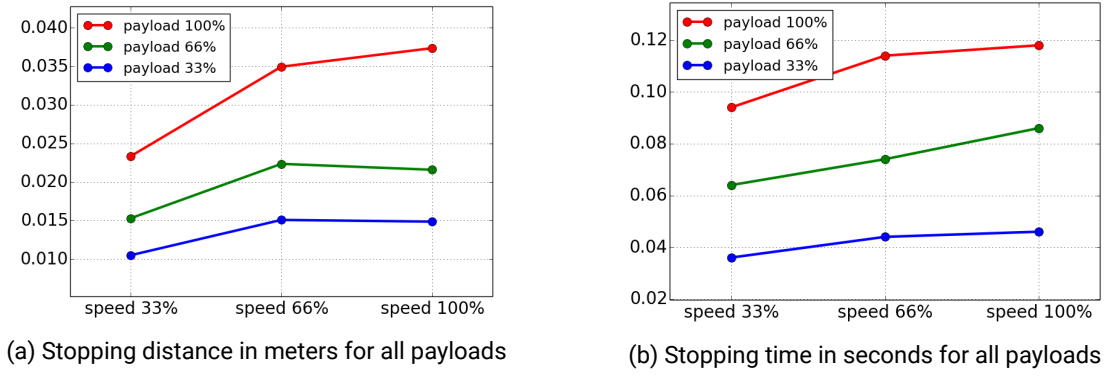 0.040
0.035
0.030
0.025
0.020
0.015
0.010
payload 100%
payload 66%
payload 33%
speed 33% speed 66% speed 100%
(a) Stopping distance in meters for all payloads
0.12
0.10
0.08
0.06
0.04
0.02
payload 100%
payload 66%
payload 33%
speed 33% speed 66% speed 100%
(b) Stopping time in seconds for all payloads